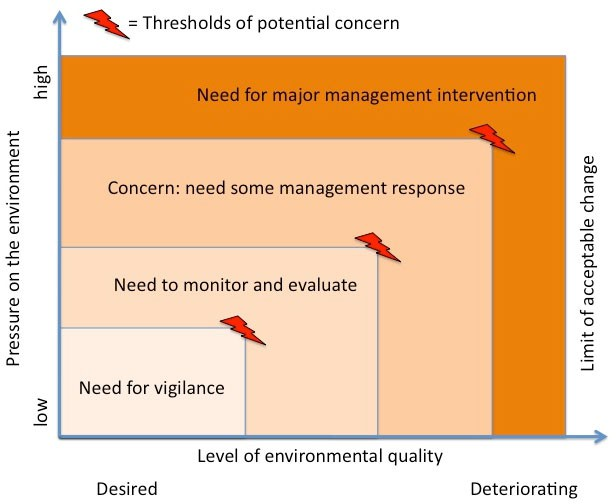 = Thresholds of potential concern
high
Need for major management intervention
Pressure on the environment
Concern: need some management response
Limit of acceptable change
Need to monitor and evaluate
Need for vigilance
low
Level of environmental quality
Desired
Deteriorating